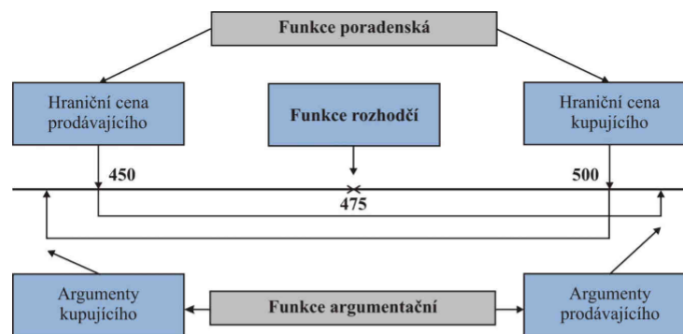 Funkce poradenská
Hraniční cena
prodávajícího
Funkce rozhodčí
Hraniční cena
kupujícího
450
500
475
Argumenty
kupujícího
Funkce argumentační
Argumenty
prodávajícího